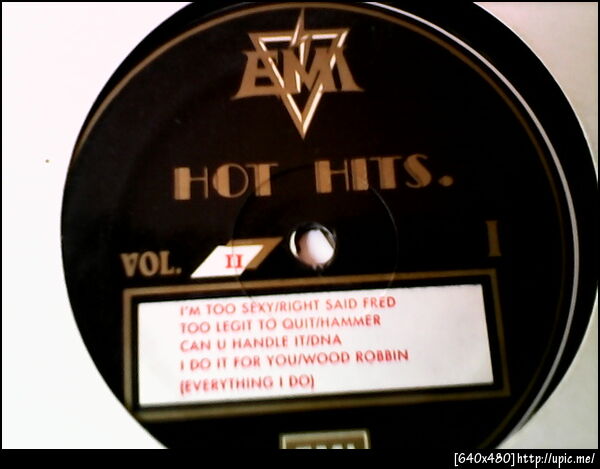 EMI
HOT HITS.
VOL. II
I
I'M TOO SEXY/RIGHT SAID FRED
TOO LEGIT TO QUIT/HAMMER
CAN U HANDLE IT/DNA
I DO IT FOR YOU/WOOD ROBBIN
(EVERYTHING I DO)
[640x480]http://upic.me/